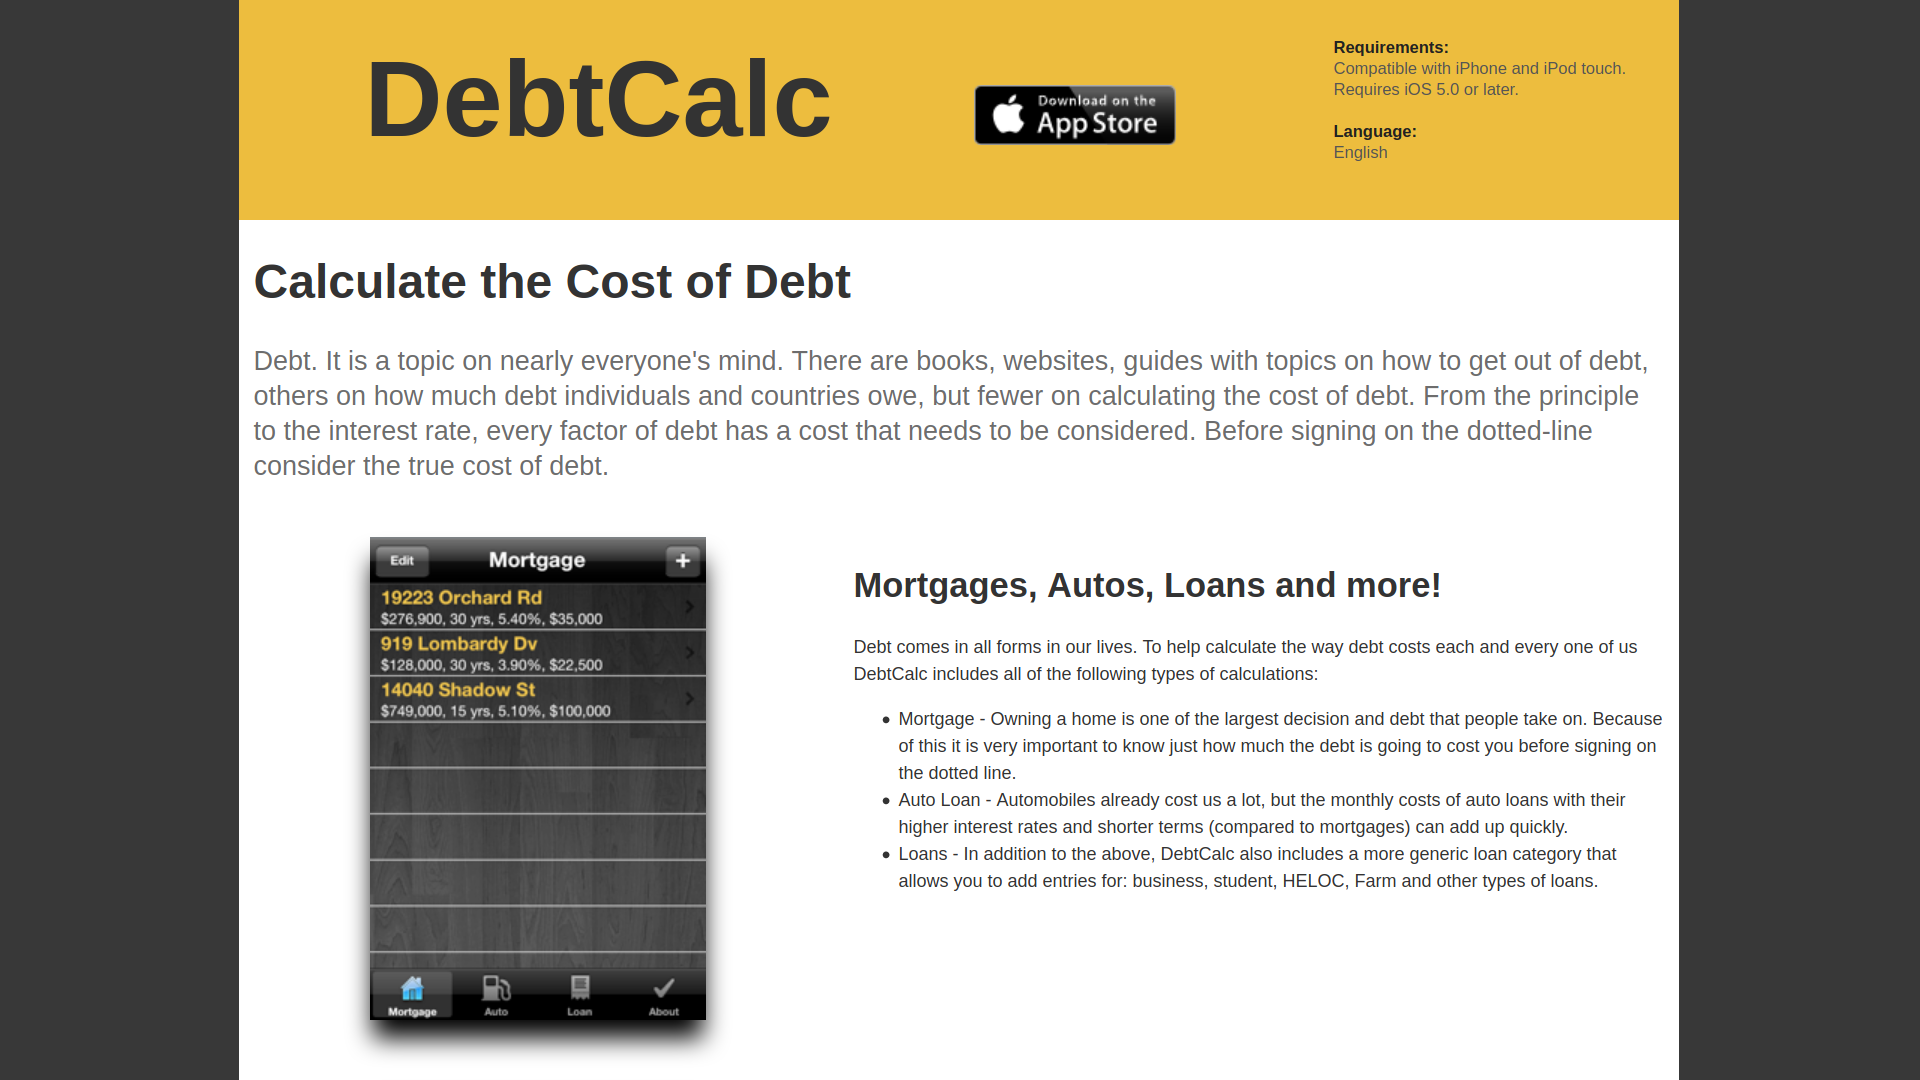 DebtCalc
Download on the
App Store
Requirements:
Compatible with iPhone and iPod touch.
Requires iOS 5.0 or later.
Language:
English
Calculate the Cost of Debt
Debt. It is a topic on nearly everyone's mind. There are books, websites, guides with topics on how to get out of debt,
others on how much debt individuals and countries owe, but fewer on calculating the cost of debt. From the principle
to the interest rate, every factor of debt has a cost that needs to be considered. Before signing on the dotted-line
consider the true cost of debt.
Edit
Mortgage
+
19223 Orchard Rd
$276,900, 30 yrs, 5.40%, $35,000
919 Lombardy Dv
$128,000, 30 yrs, 3.90%, $22,500
14040 Shadow St
$749,000, 15 yrs, 5.10%, $100,000
Mortgage
Auto
Loan
About
Mortgages, Autos, Loans and more!
Debt comes in all forms in our lives. To help calculate the way debt costs each and every one of us
DebtCalc includes all of the following types of calculations:
• Mortgage - Owning a home is one of the largest decision and debt that people take on. Because
of this it is very important to know just how much the debt is going to cost you before signing on
the dotted line.
• Auto Loan - Automobiles already cost us a lot, but the monthly costs of auto loans with their
higher interest rates and shorter terms (compared to mortgages) can add up quickly.
• Loans - In addition to the above, DebtCalc also includes a more generic loan category that
allows you to add entries for: business, student, HELOC, Farm and other types of loans.